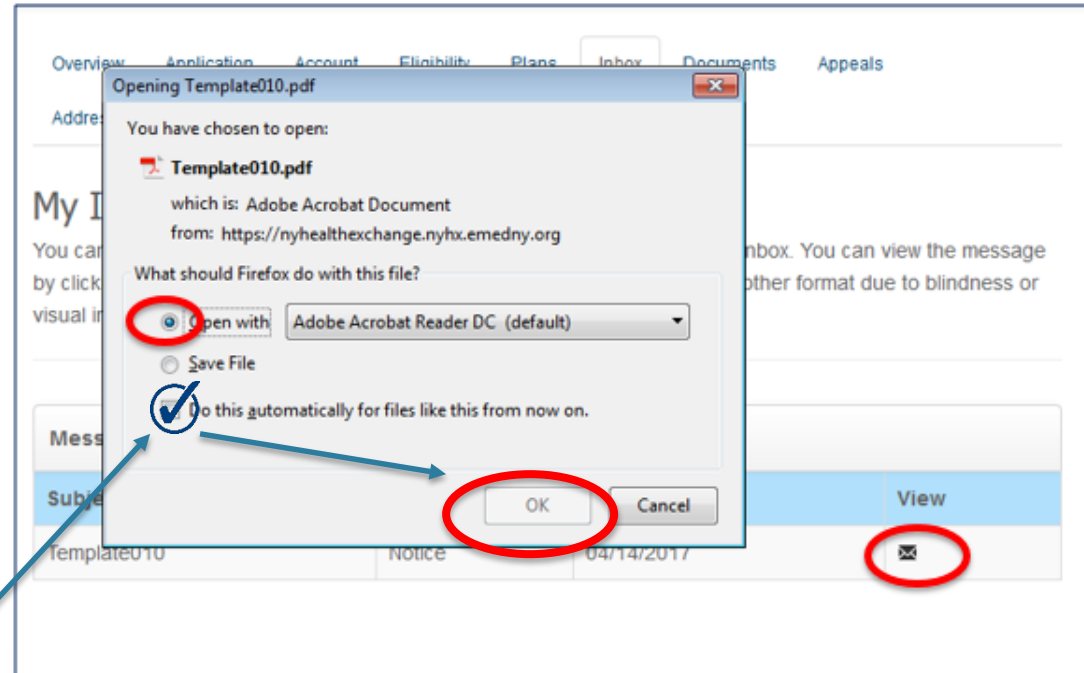 Overview Application Account Eligibility Plans Inbox Documents Appeals
Opening Template010.pdf
Addre
You have chosen to open:
Template010.pdf
which is: Adobe Acrobat Document
from: https://nyhealthexchange.nyhx.emedny.org
My I
You can nbox. You can view the message
What should Firefox do with this file?
by click other format due to blindness or
visual in
Open with Adobe Acrobat Reader DC (default)
Save File
Do this automatically for files like this from now on.
Mess
OK Cancel
Subje View
Template010 Notice 04/14/2017